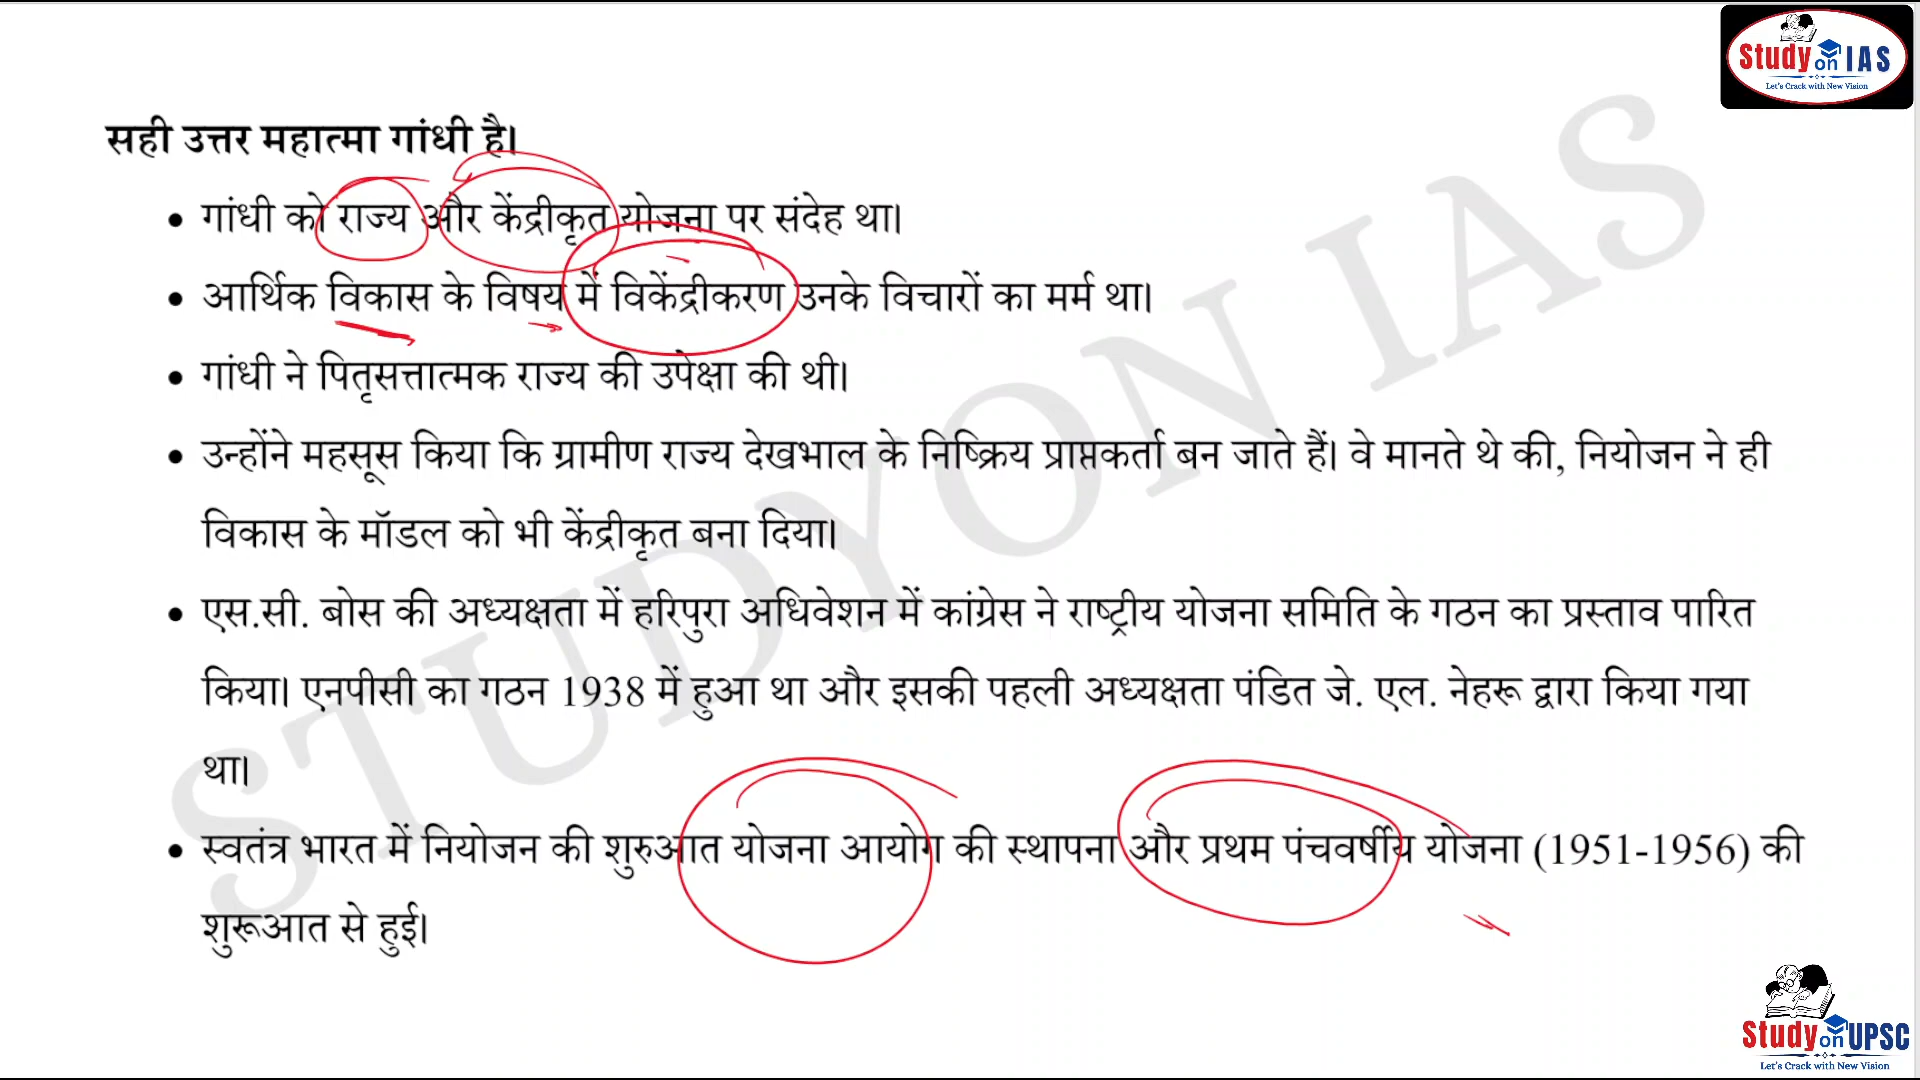 Study on IAS
Let's Crack with New Vision
सही उत्तर महात्मा गांधी है।
• गांधी को राज्य और केंद्रीकृत योजना पर संदेह था।
• आर्थिक विकास के विषय में विकेंद्रीकरण उनके विचारों का मर्म था।
• गांधी ने पितृसत्तात्मक राज्य की उपेक्षा की थी।
• उन्होंने महसूस किया कि ग्रामीण राज्य देखभाल के निष्क्रिय प्राप्तकर्ता बन जाते हैं। वे मानते थे की, नियोजन ने ही
विकास के मॉडल को भी केंद्रीकृत बना दिया।
• एस.सी. बोस की अध्यक्षता में हरिपुरा अधिवेशन में कांग्रेस ने राष्ट्रीय योजना समिति के गठन का प्रस्ताव पारित
किया। एनपीसी का गठन 1938 में हुआ था और इसकी पहली अध्यक्षता पंडित जे. एल. नेहरू द्वारा किया गया
था।
• स्वतंत्र भारत में नियोजन की शुरुआत योजना आयोग की स्थापना और प्रथम पंचवर्षीय योजना (1951-1956) की
शुरूआत से हुई।
STUDYON IAS
Study on UPSC
Let's Crack with New Vision